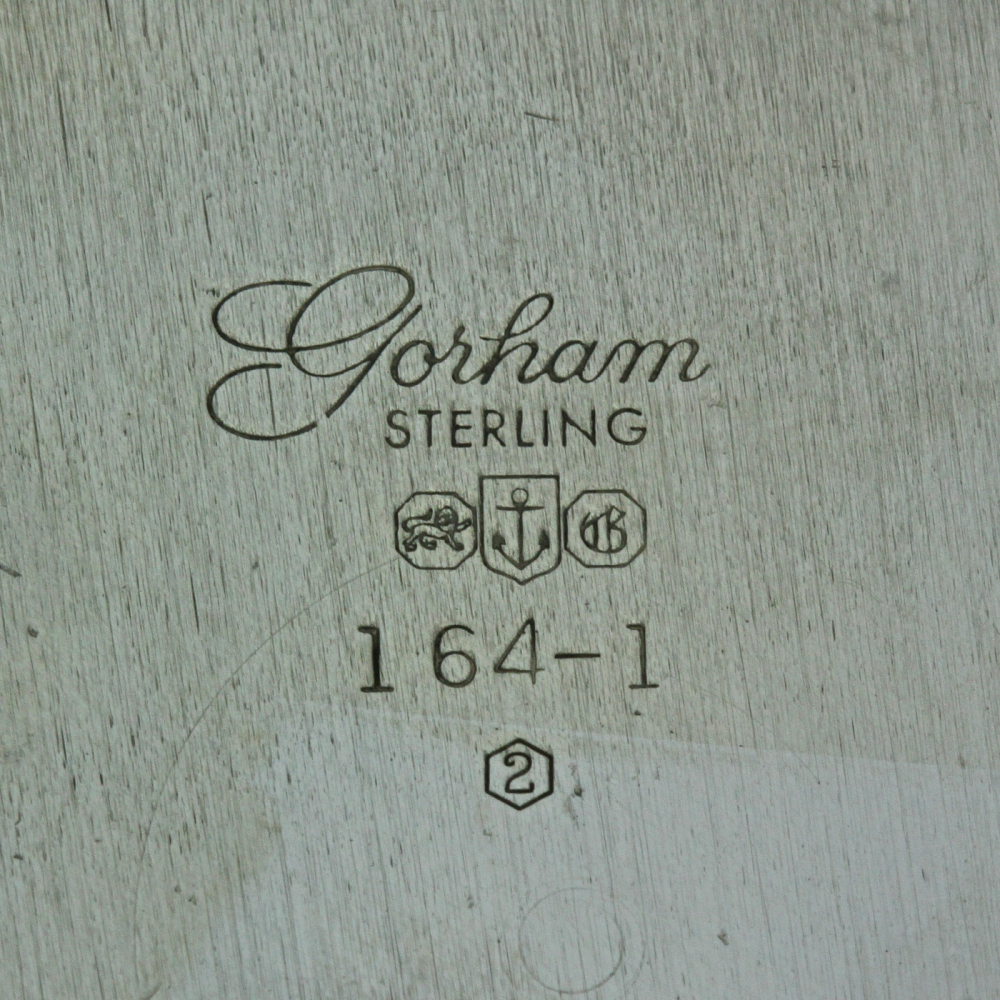 Gorham
STERLING
G
164-1
2